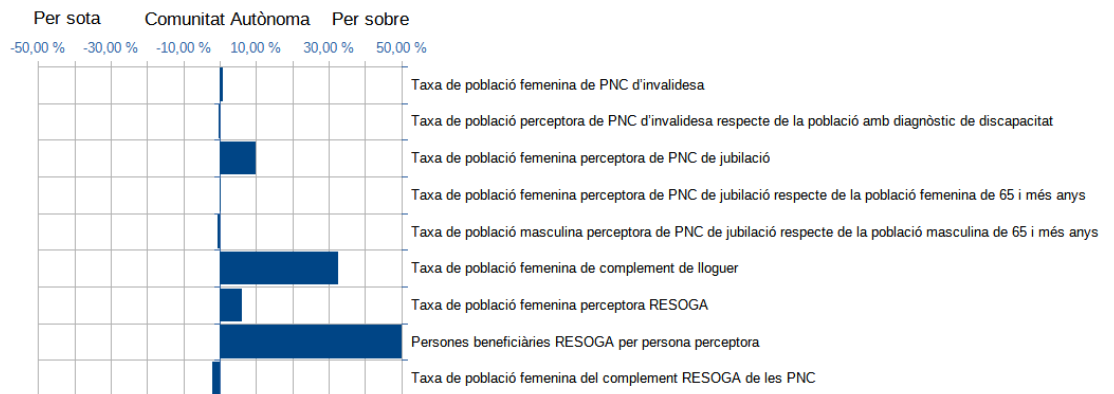 Per sota Comunitat Autònoma Per sobre
-50,00 % -30,00 % -10,00 % 10,00 % 30,00 % 50,00 %
Taxa de població femenina de PNC d'invalidesa
Taxa de població perceptora de PNC d'invalidesa respecte de la població amb diagnòstic de discapacitat
Taxa de població femenina perceptora de PNC de jubilació
Taxa de població femenina perceptora de PNC de jubilació respecte de la població femenina de 65 i més anys
Taxa de població masculina perceptora de PNC de jubilació respecte de la població masculina de 65 i més anys
Taxa de població femenina de complement de lloguer
Taxa de població femenina perceptora RESOGA
Persones beneficiàries RESOGA per persona perceptora
Taxa de població femenina del complement RESOGA de les PNC